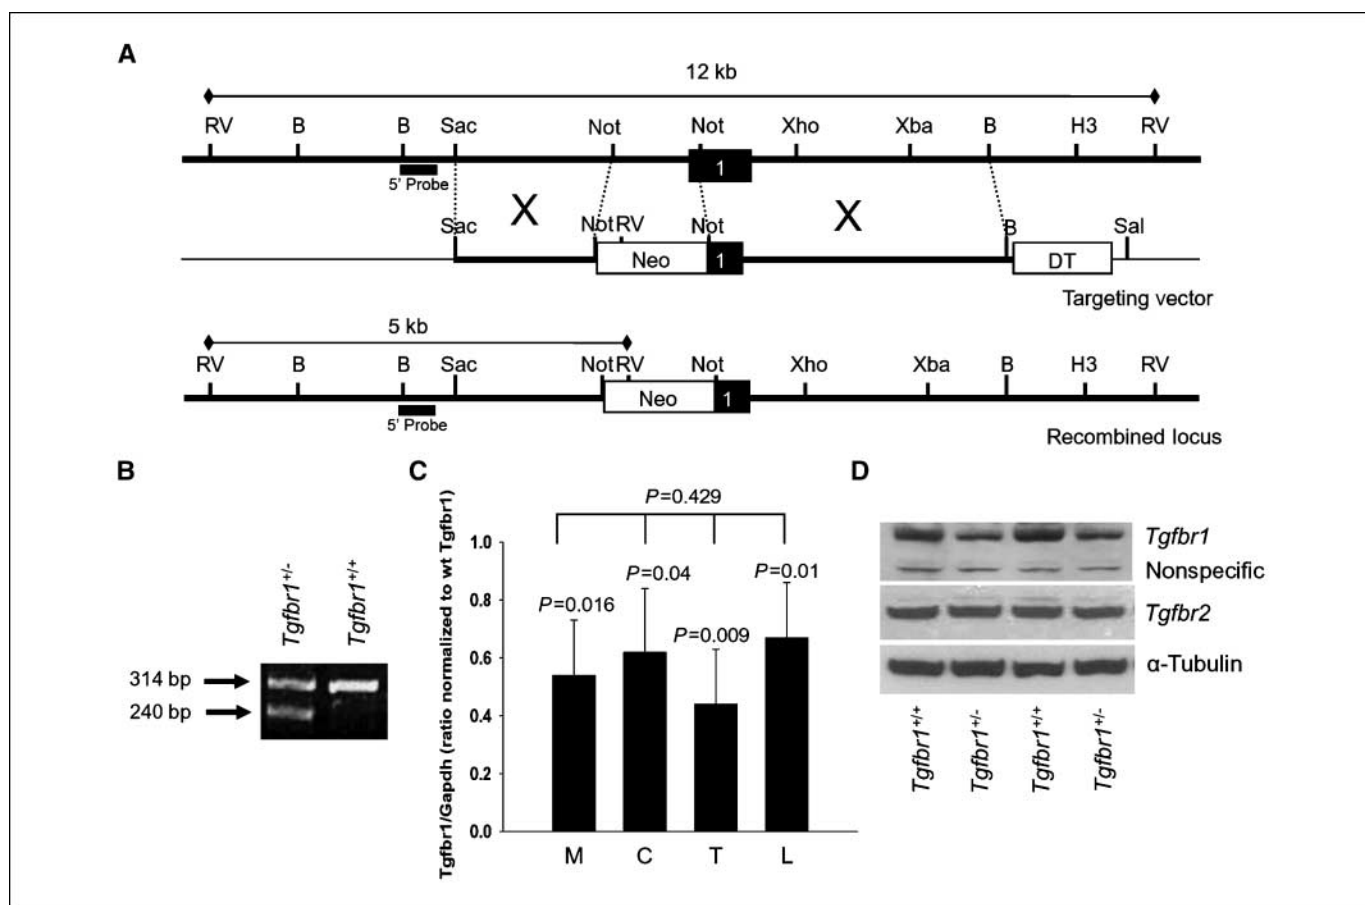 A
12 kb
RV B B Sac Not Not Xho Xba B H3 RV
1
5' Probe
X X
Sac Not RV Not B Sal
Neo 1 DT
Targeting vector
5 kb
RV B B Sac Not RV Not Xho Xba B H3 RV
Neo 1
5' Probe
Recombined locus
B
Tgfbr1+/- Tgfbr1+/+
314 bp
240 bp
C
P=0.429
Tgfbr1/Gapdh (ratio normalized to wt Tgfbr1)
1.0
0.8
0.6
0.4
0.2
0.0
P=0.016
P=0.04
P=0.009
P=0.01
M C T L
D
Tgfbr1
Nonspecific
Tgfbr2
α-Tubulin
Tgfbr1+/+ Tgfbr1+/- Tgfbr1+/+ Tgfbr1+/-